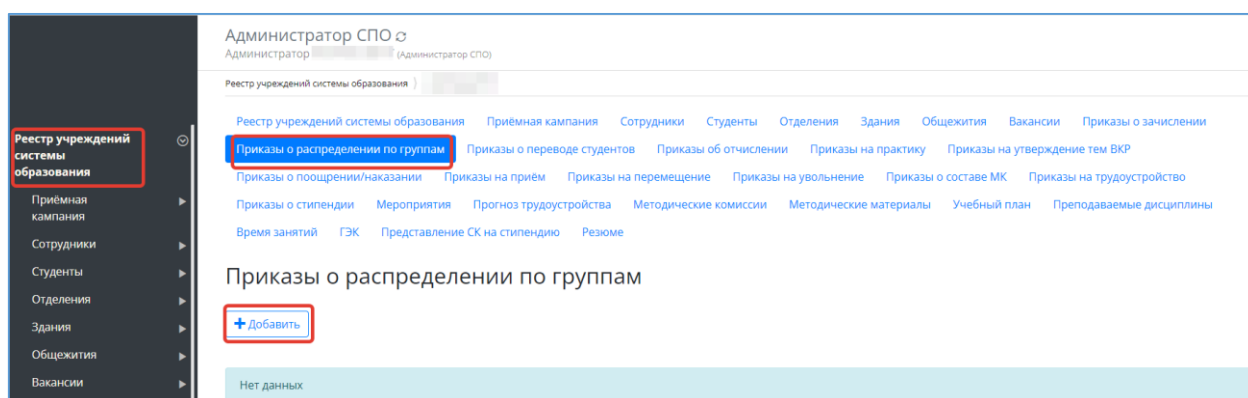 Администратор СПО
Администратор (Администратор СПО)
Реестр учреждений системы образования
Реестр учреждений системы образования
Приёмная кампания
Сотрудники
Студенты
Отделения
Здания
Общежития
Вакансии
Реестр учреждений системы образования Приёмная кампания Сотрудники Студенты Отделения Здания Общежития Вакансии Приказы о зачислении
Приказы о распределении по группам Приказы о переводе студентов Приказы об отчислении Приказы на практику Приказы на утверждение тем ВКР
Приказы о поощрении/наказании Приказы на приём Приказы на перемещение Приказы на увольнение Приказы о составе МК Приказы на трудоустройство
Приказы о стипендии Мероприятия Прогноз трудоустройства Методические комиссии Методические материалы Учебный план Преподаваемые дисциплины
Время занятий ГЭК Представление СК на стипендию Резюме
Приказы о распределении по группам
+ Добавить
Нет данных